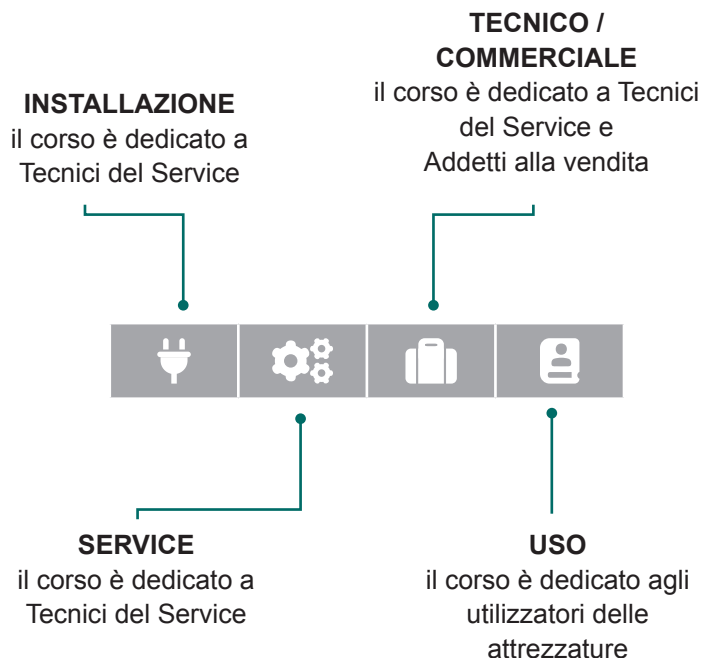 TECNICO /
COMMERCIALE
il corso è dedicato a Tecnici
del Service e
Addetti alla vendita
INSTALLAZIONE
il corso è dedicato a
Tecnici del Service
SERVICE
il corso è dedicato a
Tecnici del Service
USO
il corso è dedicato agli
utilizzatori delle
attrezzature